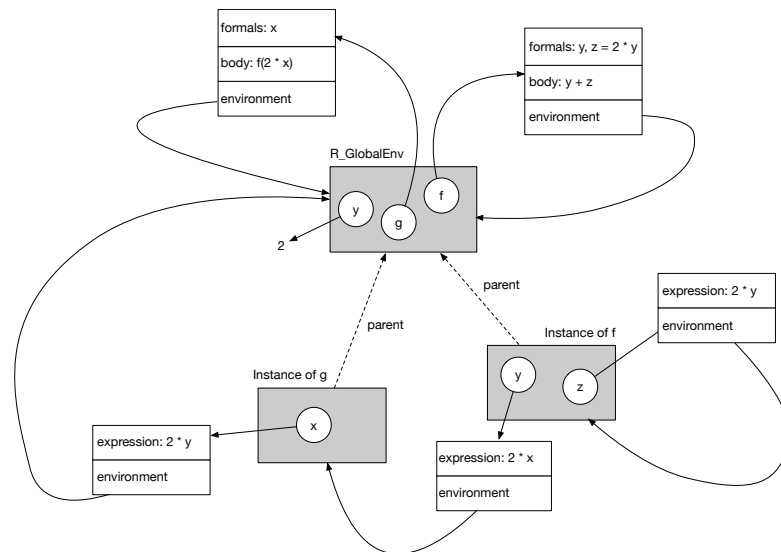 formals: x
body: f(2 * x)
environment
formals: y, z = 2 * y
body: y + z
environment
R_GlobalEnv
y
g
f
2
parent
parent
expression: 2 * y
environment
Instance of f
y
z
Instance of g
x
expression: 2 * y
environment
expression: 2 * x
environment